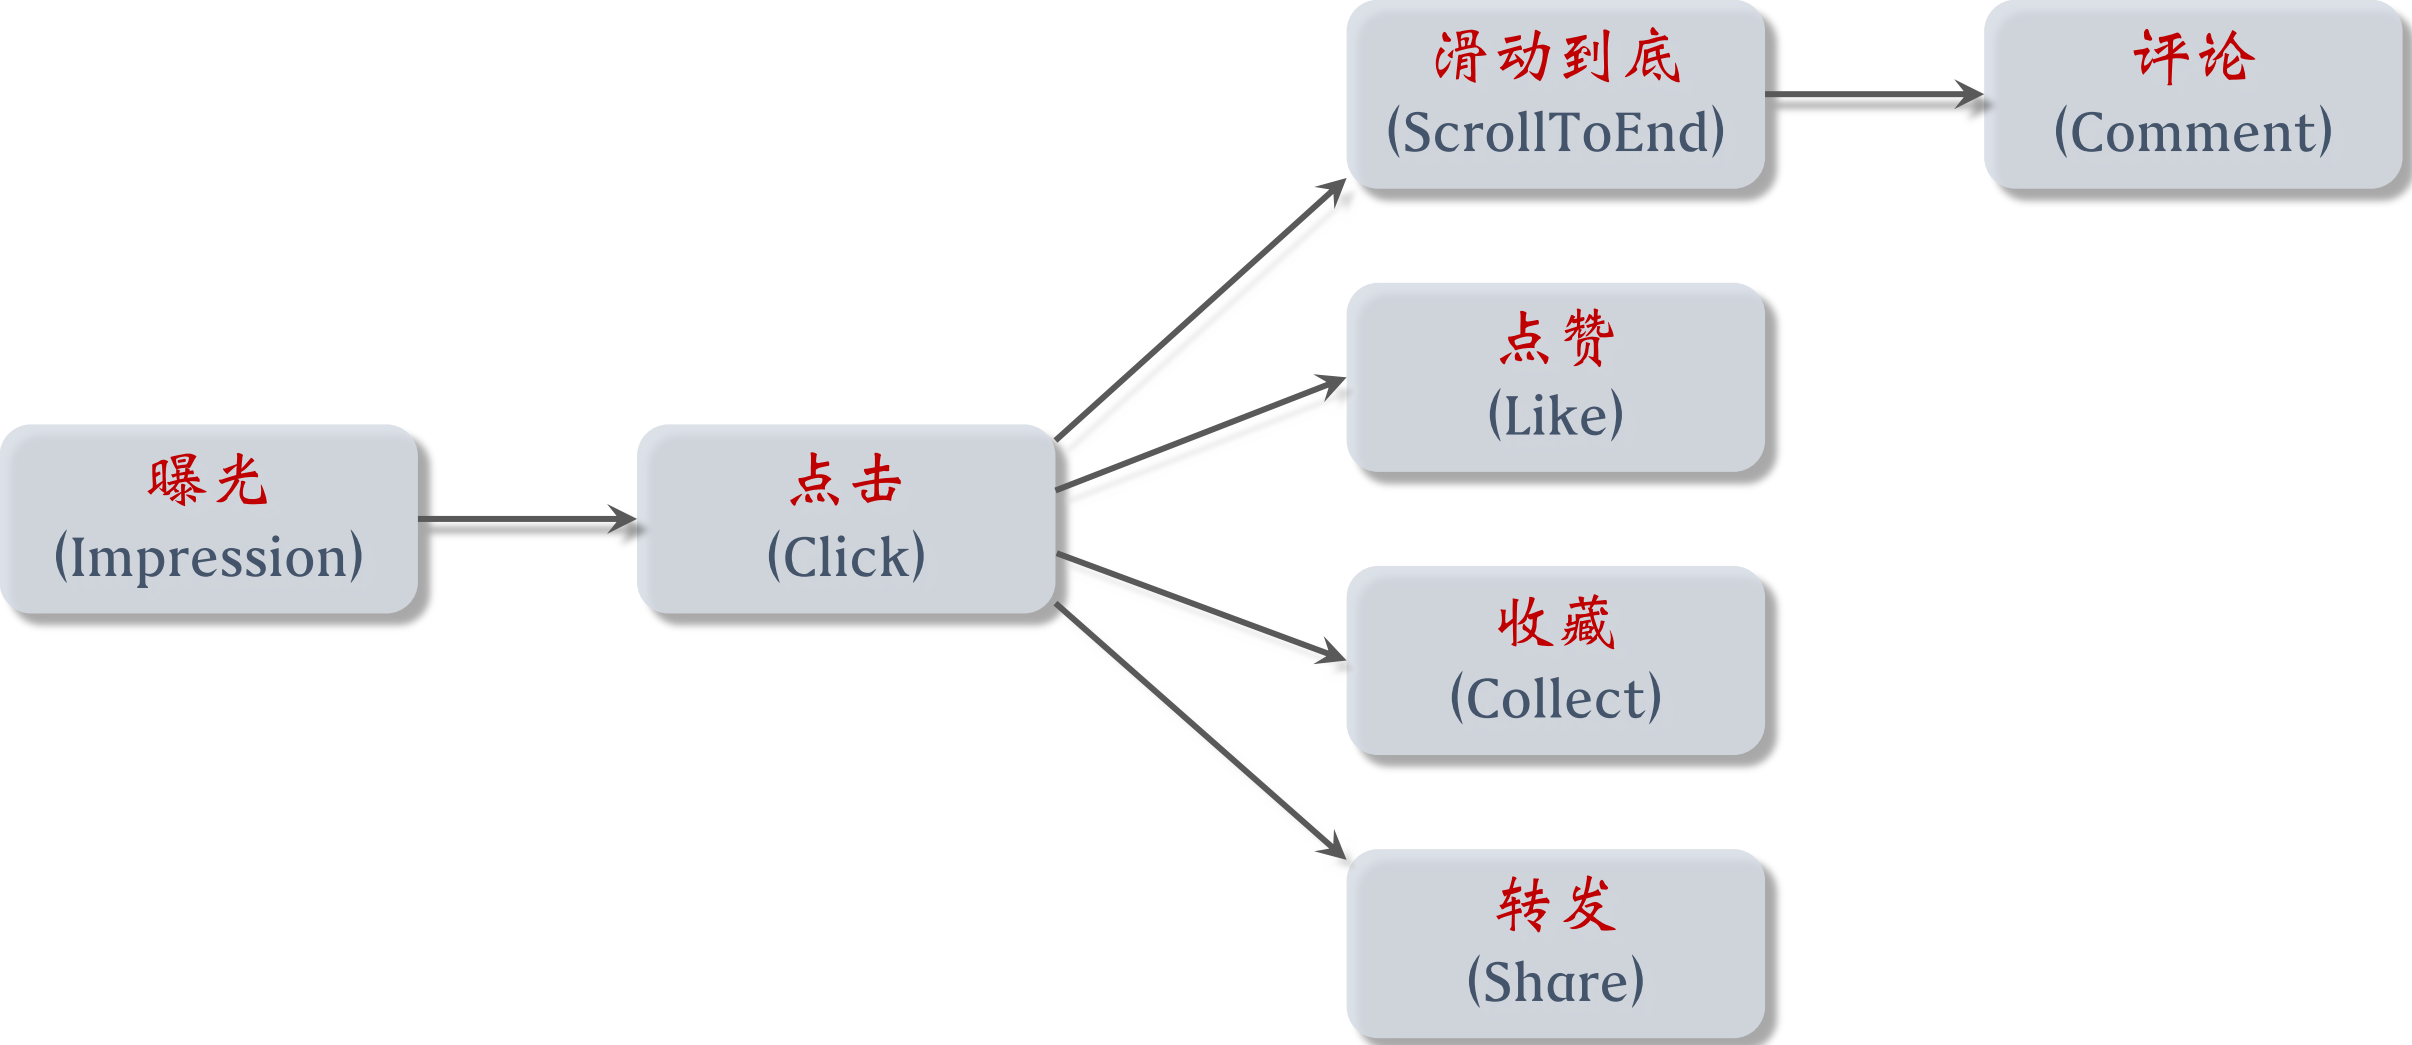 曝光
(Impression)
点击
(Click)
滑动到底
(ScrollToEnd)
评论
(Comment)
点赞
(Like)
收藏
(Collect)
转发
(Share)